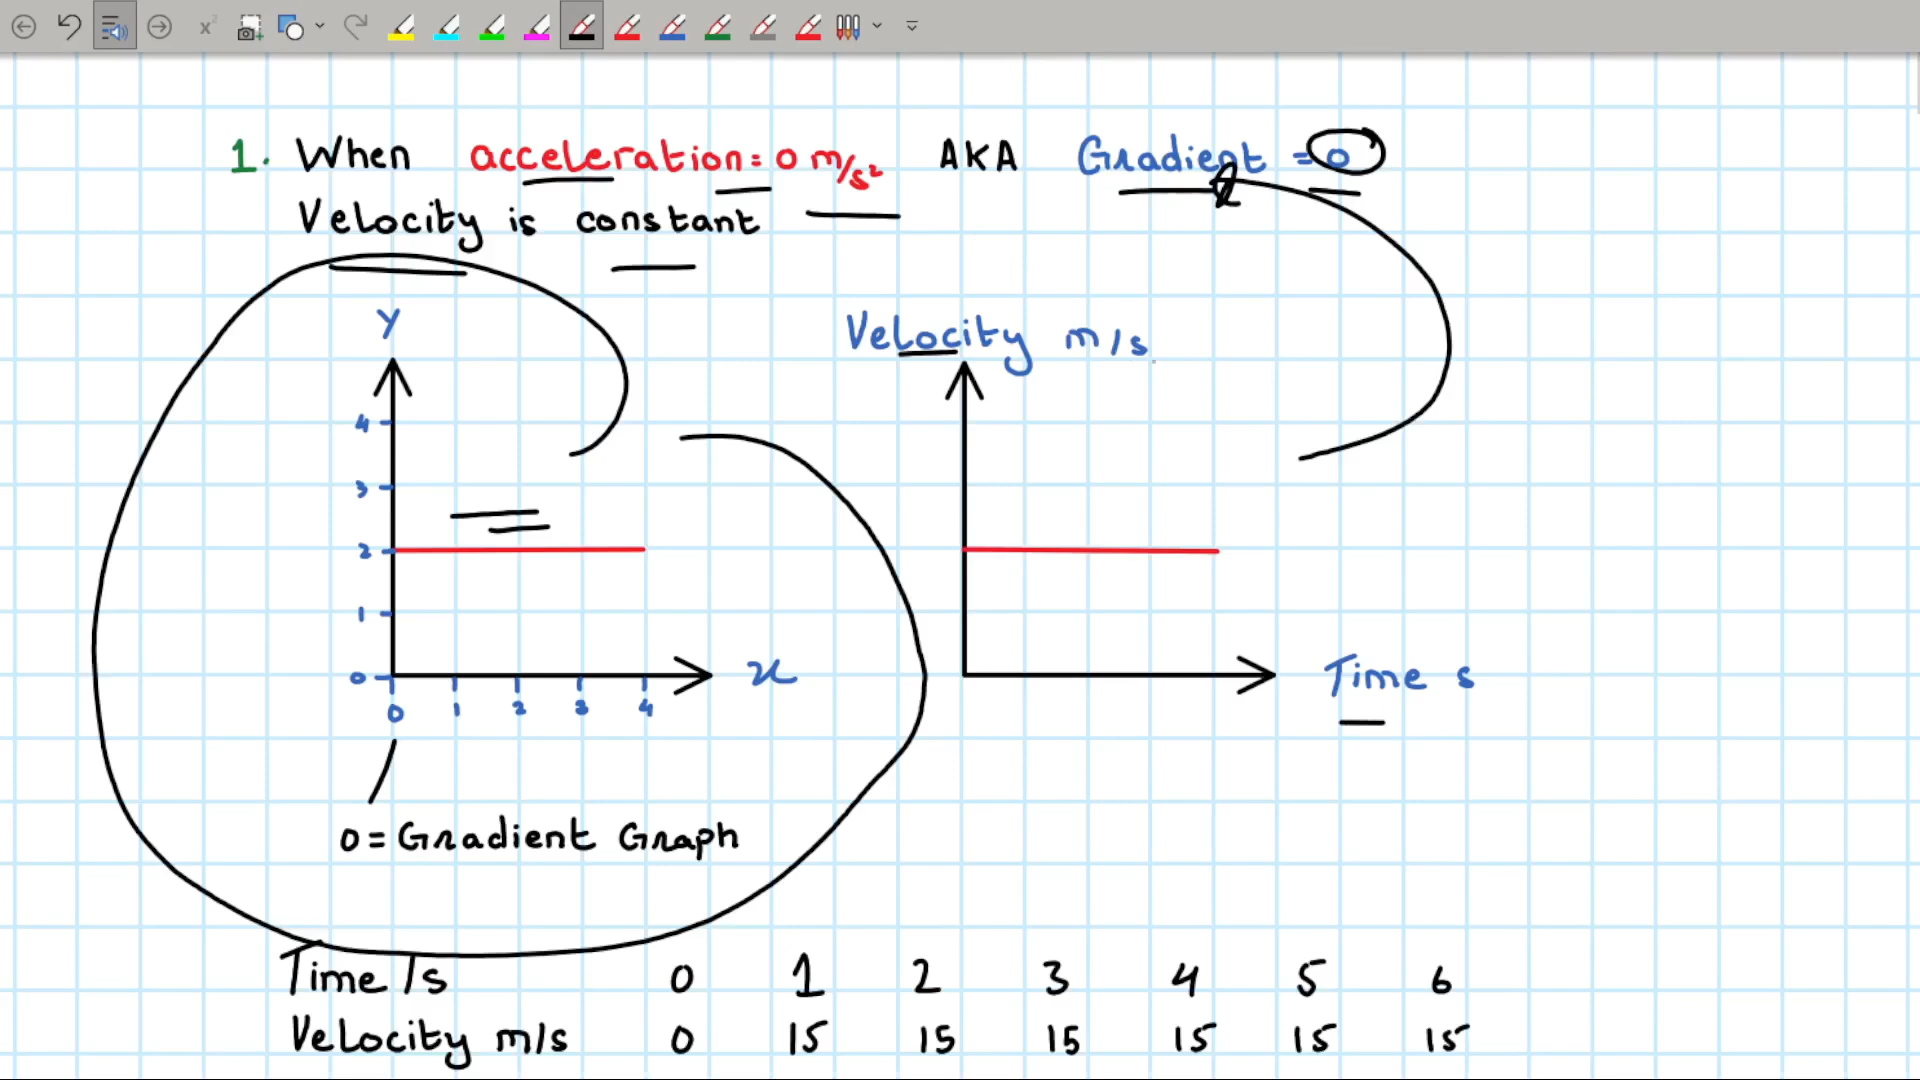 1. When acceleration = 0 m/s² AKA Gradient = 0
Velocity is constant
Y
4
3
2
1
0
0 1 2 3 4
x
0 = Gradient Graph
Velocity m/s
Time s
Time /s 0 1 2 3 4 5 6
Velocity m/s 0 15 15 15 15 15 15